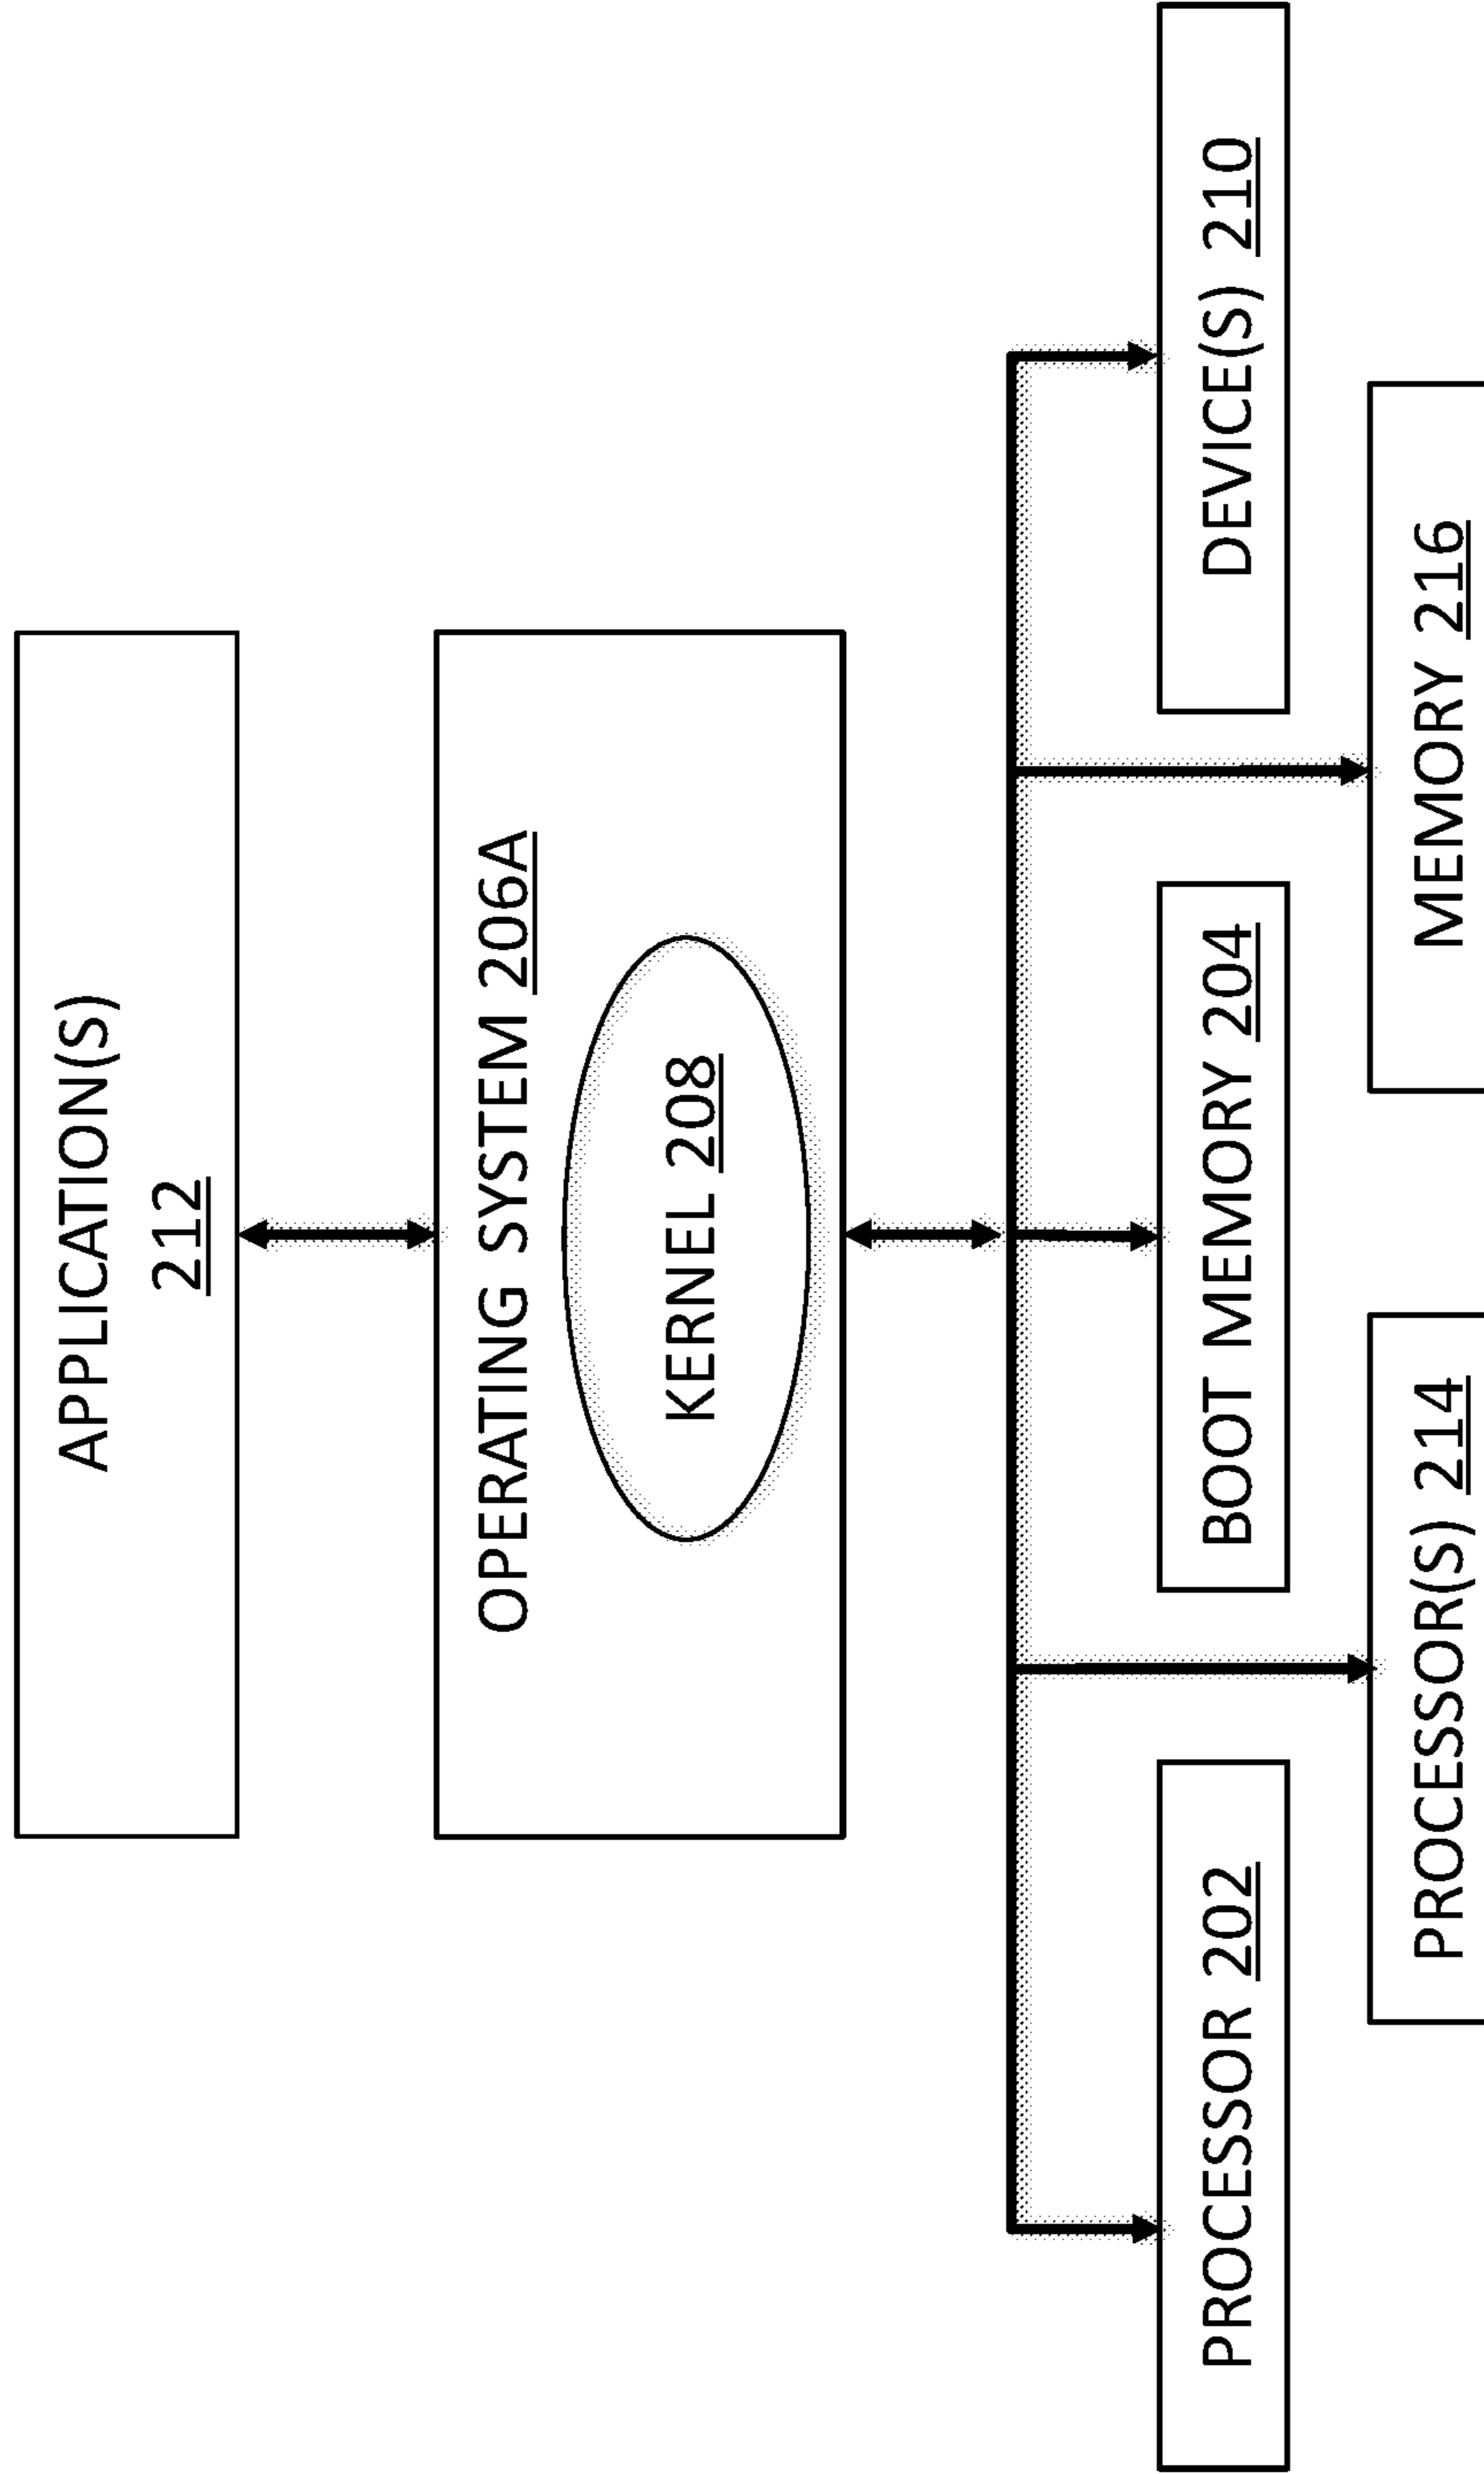 APPLICATION(S)
212
OPERATING SYSTEM 206A
KERNEL 208
PROCESSOR 202
BOOT MEMORY 204
DEVICE(S) 210
PROCESSOR(S) 214
MEMORY 216